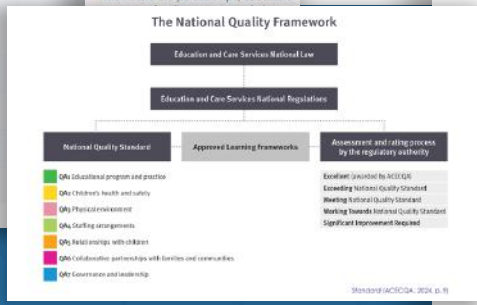 The National Quality Framework
Education and Care Services National Law
Education and Care Services National Regulations
National Quality Standard
Approved Learning Frameworks
Assessment and rating process
by the regulatory authority
QA1 Educational program and practice
QA2 Children's health and safety
QA3 Physical environment
QA4 Staffing arrangements
QA5 Relationships with children
QA6 Collaborative partnerships with families and communities
QA7 Governance and leadership
Excellent (awarded by ACECQA)
Exceeding National Quality Standard
Meeting National Quality Standard
Working Towards National Quality Standard
Significant Improvement Required
Standard (ACECQA, 2024, p. 9)